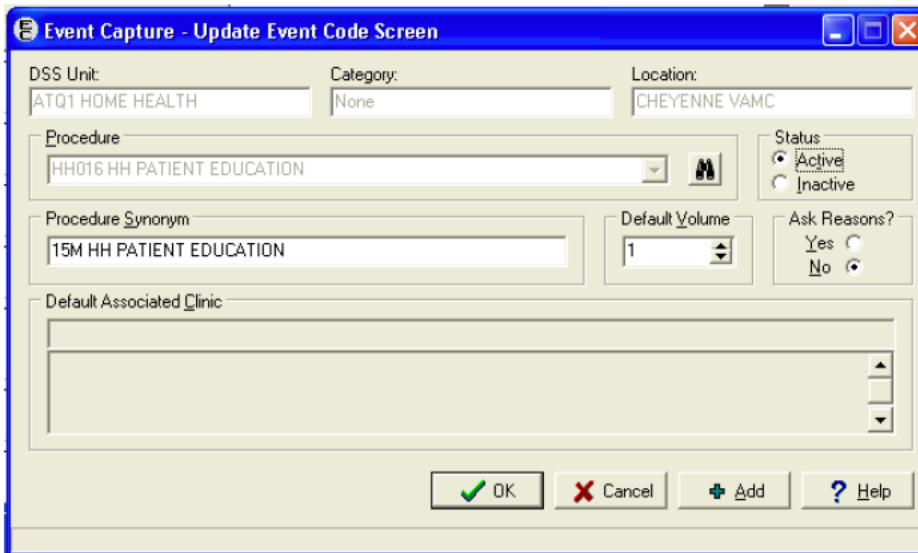 Event Capture - Update Event Code Screen
DSS Unit: Category: Location:
ATQ1 HOME HEALTH None CHEYENNE VAMC
Procedure Status
HH016 HH PATIENT EDUCATION Active
Inactive
Procedure Synonym Default Volume Ask Reasons?
15M HH PATIENT EDUCATION 1 Yes
No
Default Associated Clinic
OK Cancel Add ? Help